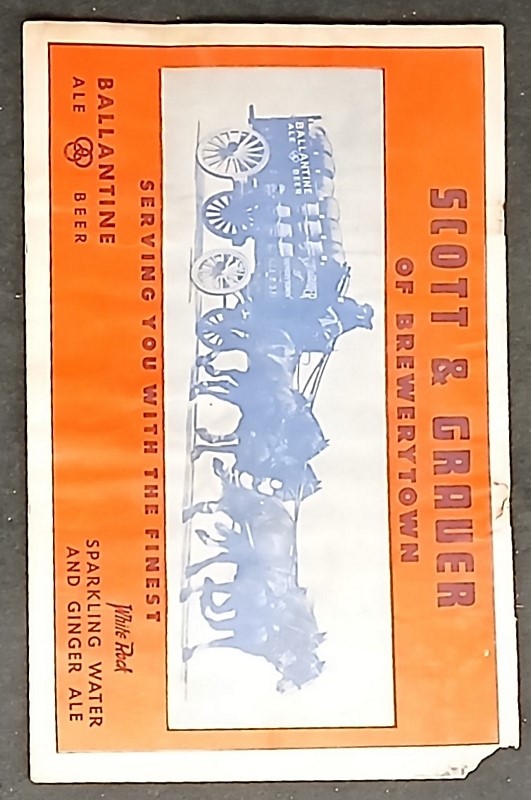 SCOTT & GRAUER
OF BREWERYTOWN
BALLANTINE
ALE BEER
SERVING YOU WITH THE FINEST
BALLANTINE
ALE BEER
White Rock
SPARKLING WATER
AND GINGER ALE